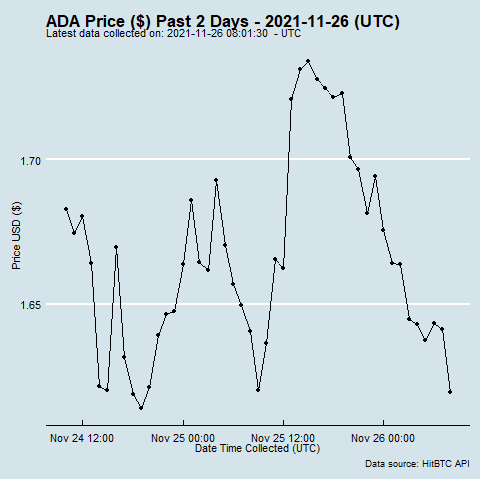 ADA Price ($) Past 2 Days - 2021-11-26 (UTC)
Latest data collected on: 2021-11-26 08:01:30  - UTC
1.70
Price USD ($)
1.65
Nov 24 12:00 Nov 25 00:00 Nov 25 12:00 Nov 26 00:00
Date Time Collected (UTC)
Data source: HitBTC API